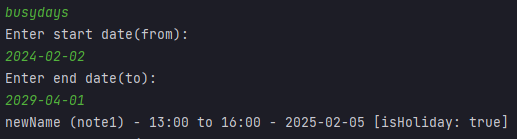 busydays
Enter start date(from):
2024-02-02
Enter end date(to):
2029-04-01
newName (note1) - 13:00 to 16:00 - 2025-02-05 [isHoliday: true]